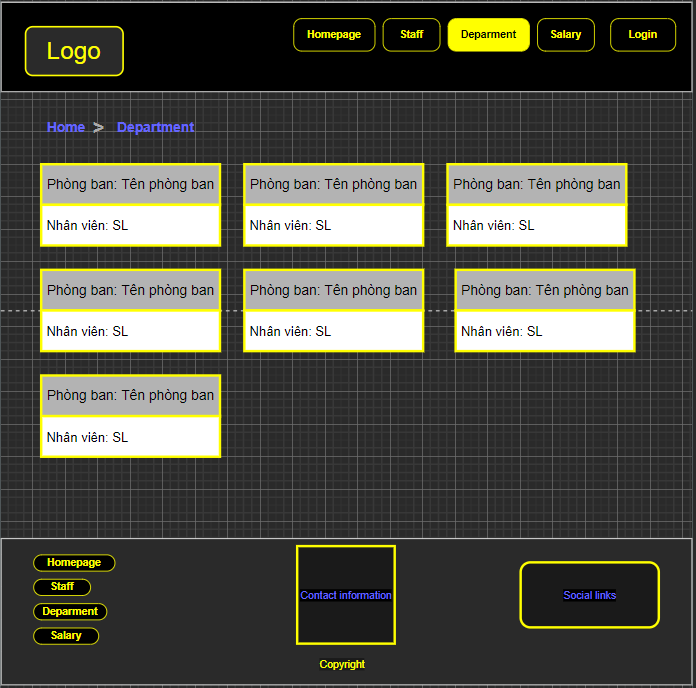 Logo
Homepage
Staff
Deparment
Salary
Login
Home > Department
Phòng ban: Tên phòng ban
Nhân viên: SL
Phòng ban: Tên phòng ban
Nhân viên: SL
Phòng ban: Tên phòng ban
Nhân viên: SL
Phòng ban: Tên phòng ban
Nhân viên: SL
Phòng ban: Tên phòng ban
Nhân viên: SL
Phòng ban: Tên phòng ban
Nhân viên: SL
Phòng ban: Tên phòng ban
Nhân viên: SL
Homepage
Staff
Deparment
Salary
Contact information
Social links
Copyright